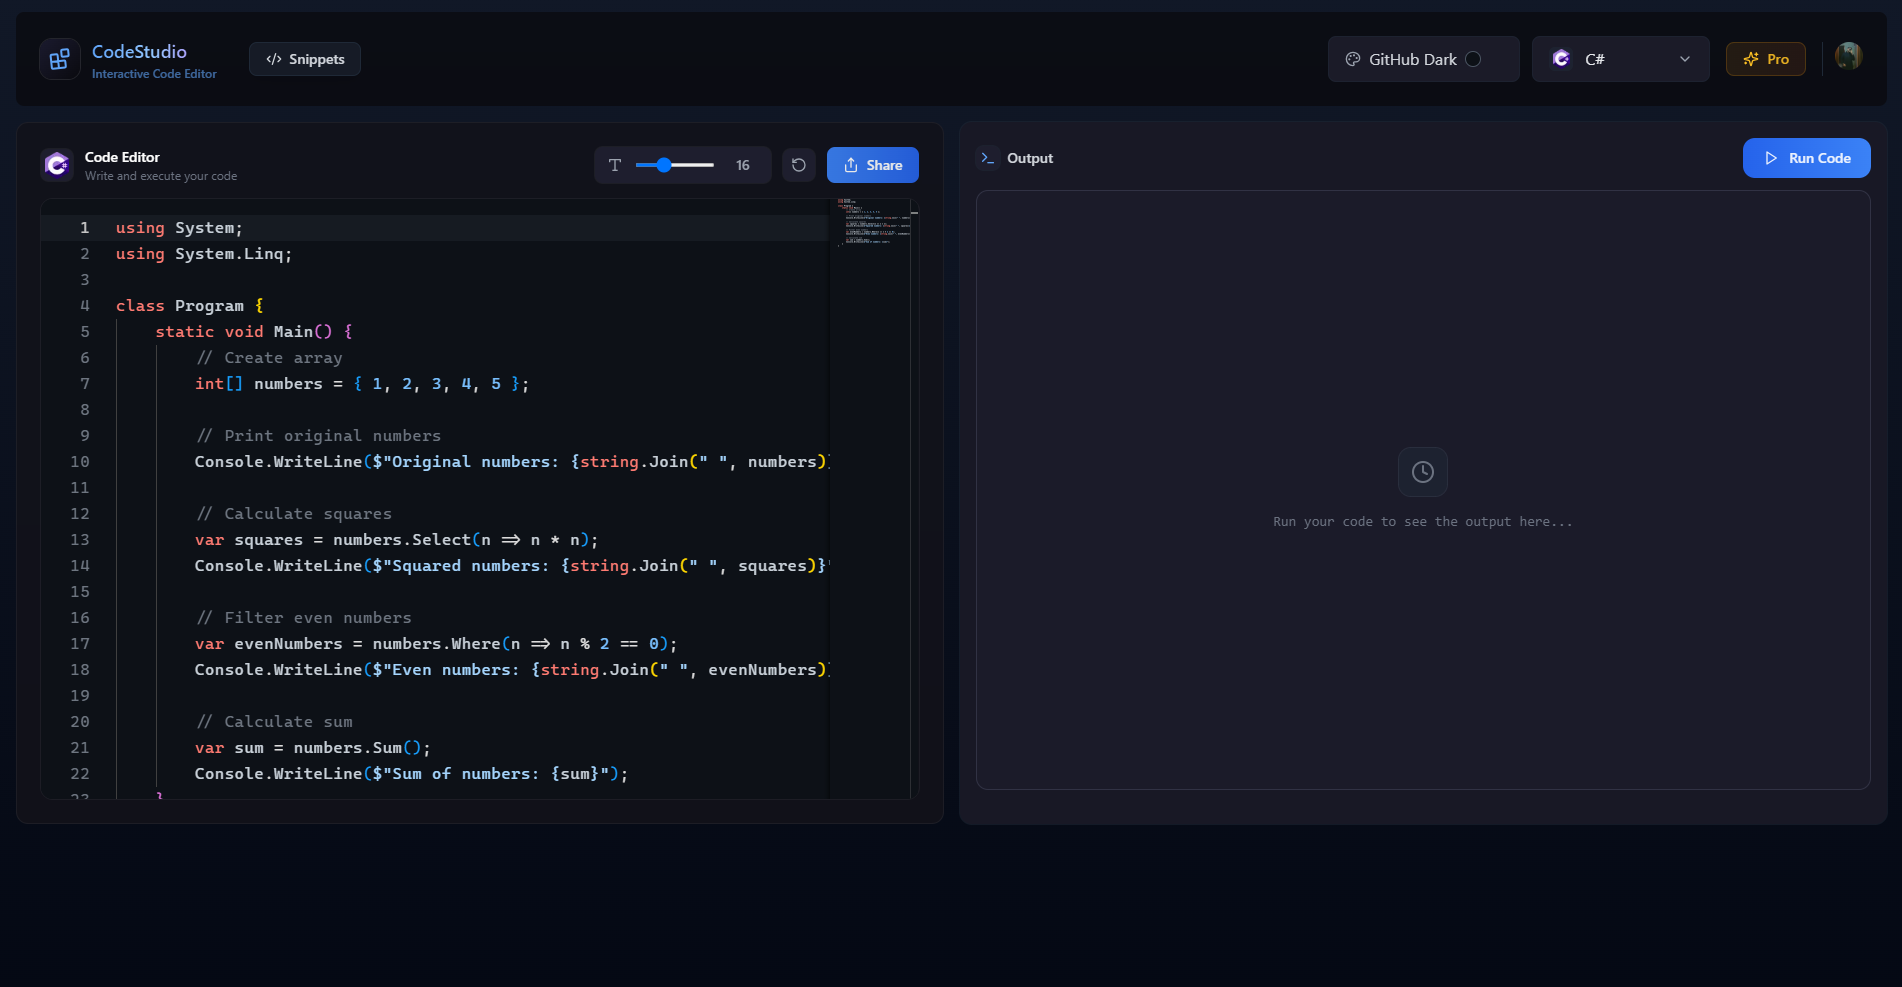 CodeStudio
Interactive Code Editor
</> Snippets
GitHub Dark
C#
Pro
Code Editor
Write and execute your code
16
Share
1 using System;
2 using System.Linq;
3
4 class Program {
5 static void Main() {
6 // Create array
7 int[] numbers = { 1, 2, 3, 4, 5 };
8
9 // Print original numbers
10 Console.WriteLine($"Original numbers: {string.Join(" ", numbers)}
11
12 // Calculate squares
13 var squares = numbers.Select(n => n * n);
14 Console.WriteLine($"Squared numbers: {string.Join(" ", squares)}"
15
16 // Filter even numbers
17 var evenNumbers = numbers.Where(n => n % 2 == 0);
18 Console.WriteLine($"Even numbers: {string.Join(" ", evenNumbers)}
19
20 // Calculate sum
21 var sum = numbers.Sum();
22 Console.WriteLine($"Sum of numbers: {sum}");
23 }
Output
Run Code
Run your code to see the output here...